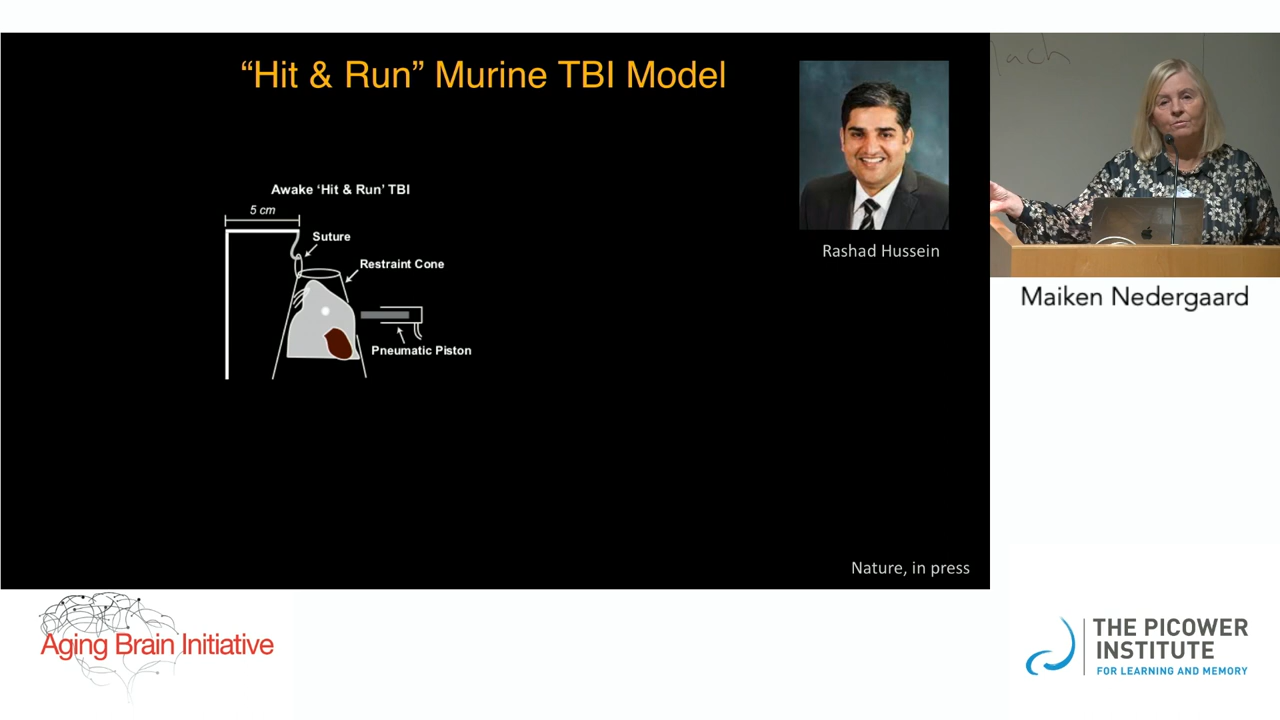 “Hit & Run” Murine TBI Model
Awake ‘Hit & Run’ TBI
5 cm
Suture
Restraint Cone
Pneumatic Piston
Rashad Hussein
Nature, in press
Maiken Nedergaard
Aging Brain Initiative
THE PICOWER
INSTITUTE
FOR LEARNING AND MEMORY